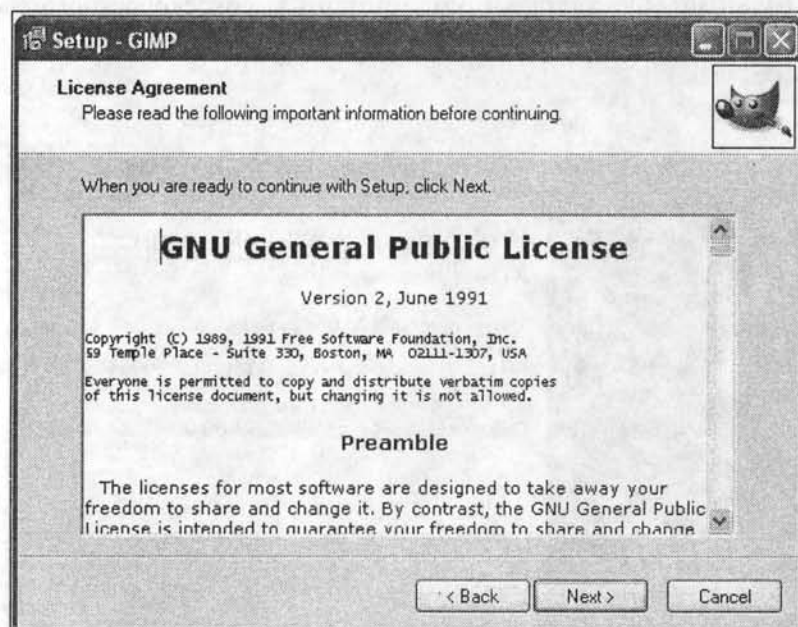 Setup - GIMP
License Agreement
Please read the following important information before continuing.
When you are ready to continue with Setup, click Next.
GNU General Public License
Version 2, June 1991
Copyright (C) 1989, 1991 Free Software Foundation, Inc.
59 Temple Place - Suite 330, Boston, MA 02111-1307, USA
Everyone is permitted to copy and distribute verbatim copies
of this license document, but changing it is not allowed.
Preamble
The licenses for most software are designed to take away your
freedom to share and change it. By contrast, the GNU General Public
License is intended to guarantee your freedom to share and change
< Back Next > Cancel